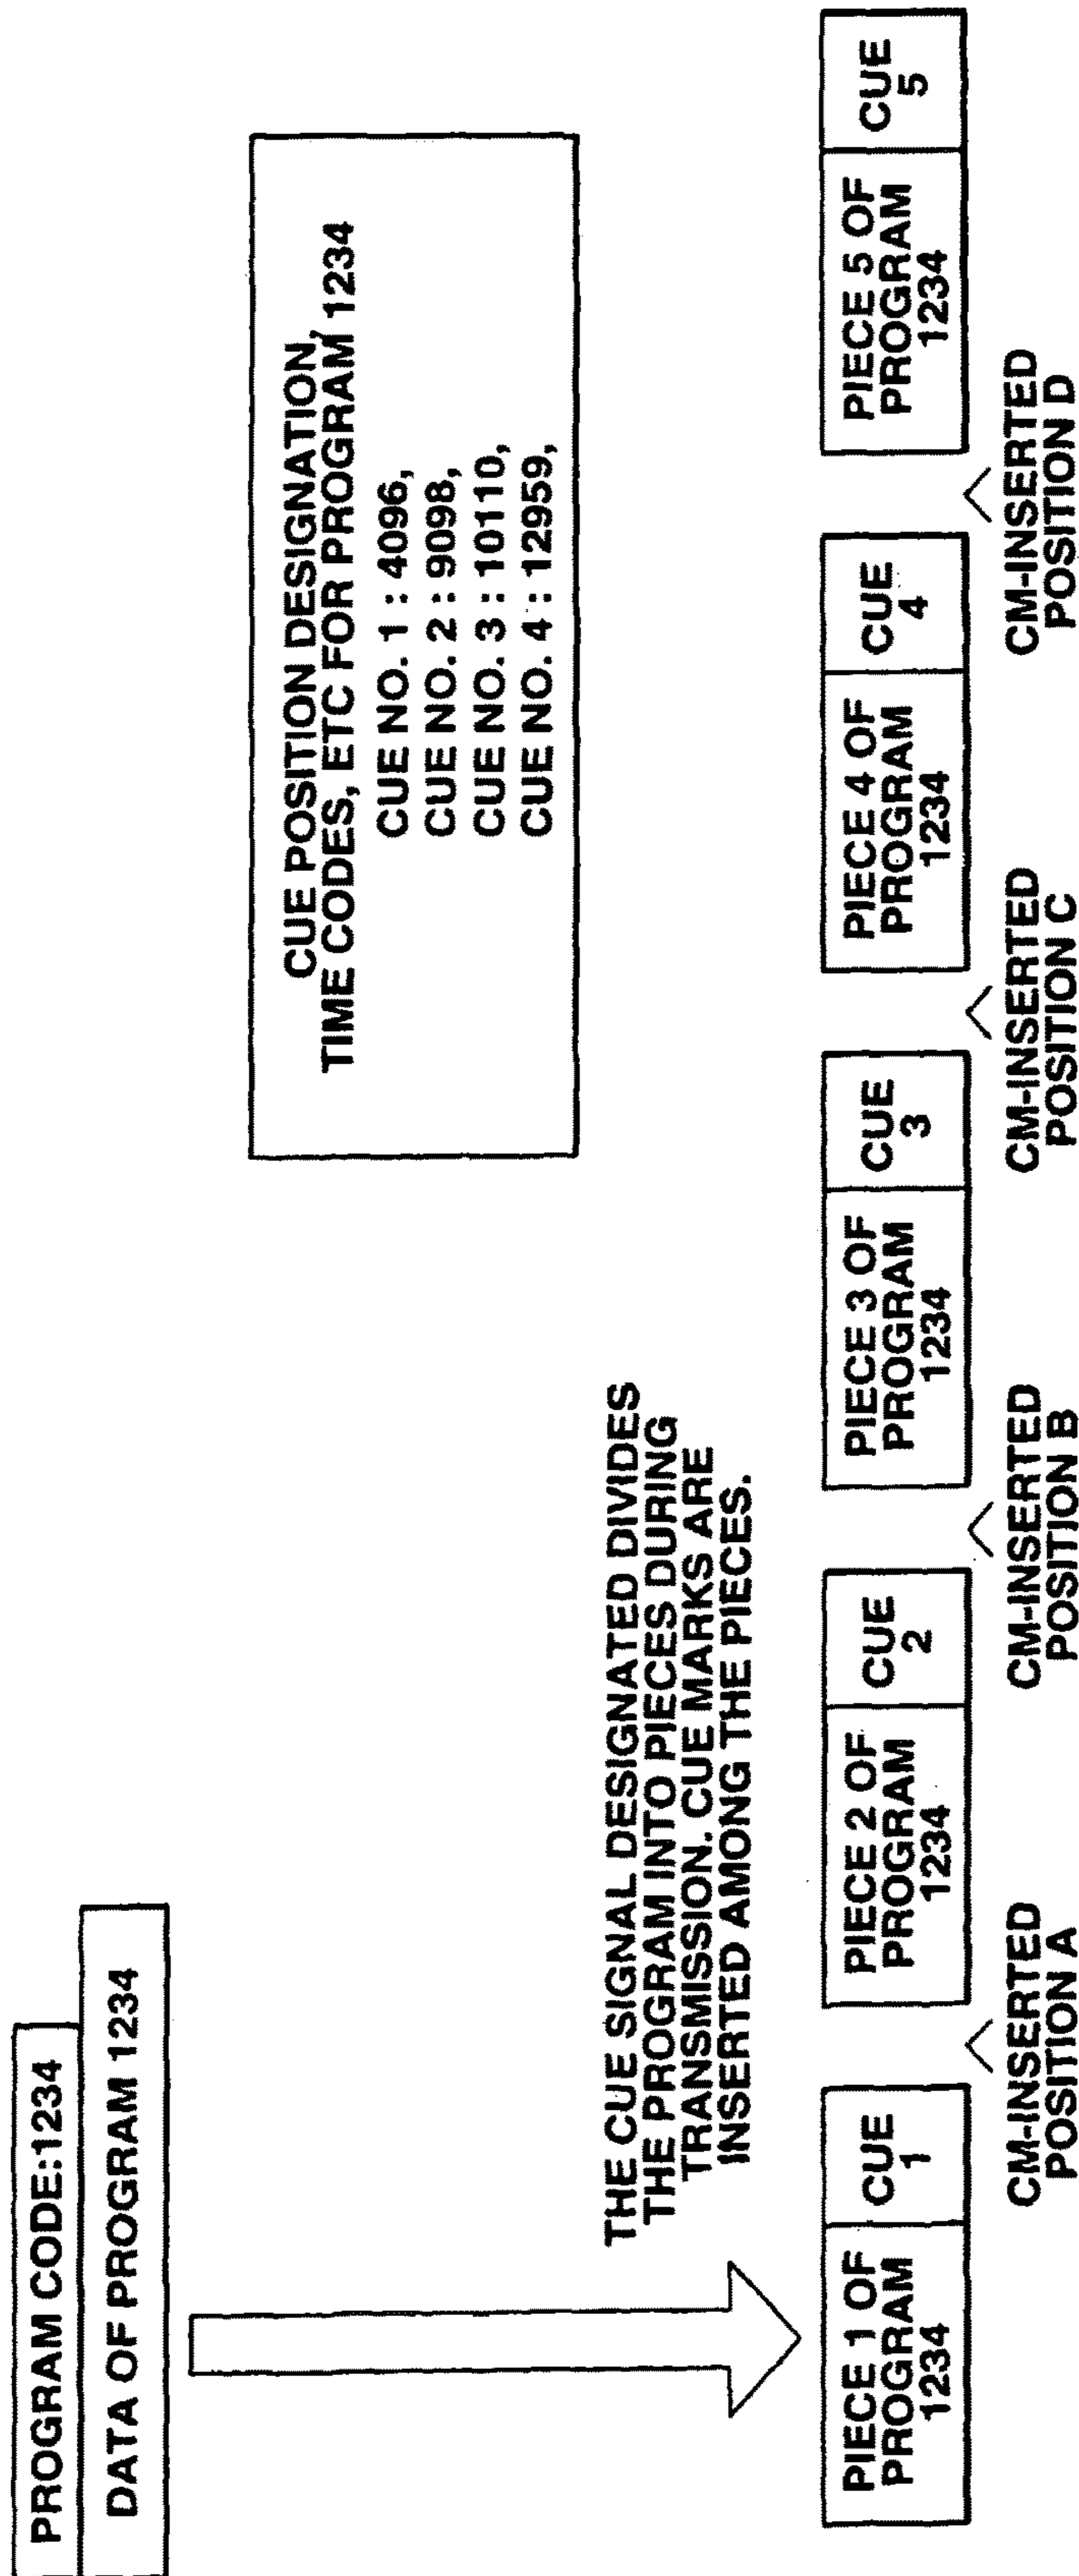 PROGRAM CODE:1234
DATA OF PROGRAM 1234
CUE POSITION DESIGNATION,
TIME CODES, ETC FOR PROGRAM 1234
CUE NO. 1 : 4096,
CUE NO. 2 : 9098,
CUE NO. 3 : 10110,
CUE NO. 4 : 12959,
THE CUE SIGNAL DESIGNATED DIVIDES
THE PROGRAM INTO PIECES DURING
TRANSMISSION. CUE MARKS ARE
INSERTED AMONG THE PIECES.
PIECE 1 OF
PROGRAM
1234
CUE
1
PIECE 2 OF
PROGRAM
1234
CUE
2
PIECE 3 OF
PROGRAM
1234
CUE
3
PIECE 4 OF
PROGRAM
1234
CUE
4
PIECE 5 OF
PROGRAM
1234
CUE
5
CM-INSERTED
POSITION A
CM-INSERTED
POSITION B
CM-INSERTED
POSITION C
CM-INSERTED
POSITION D